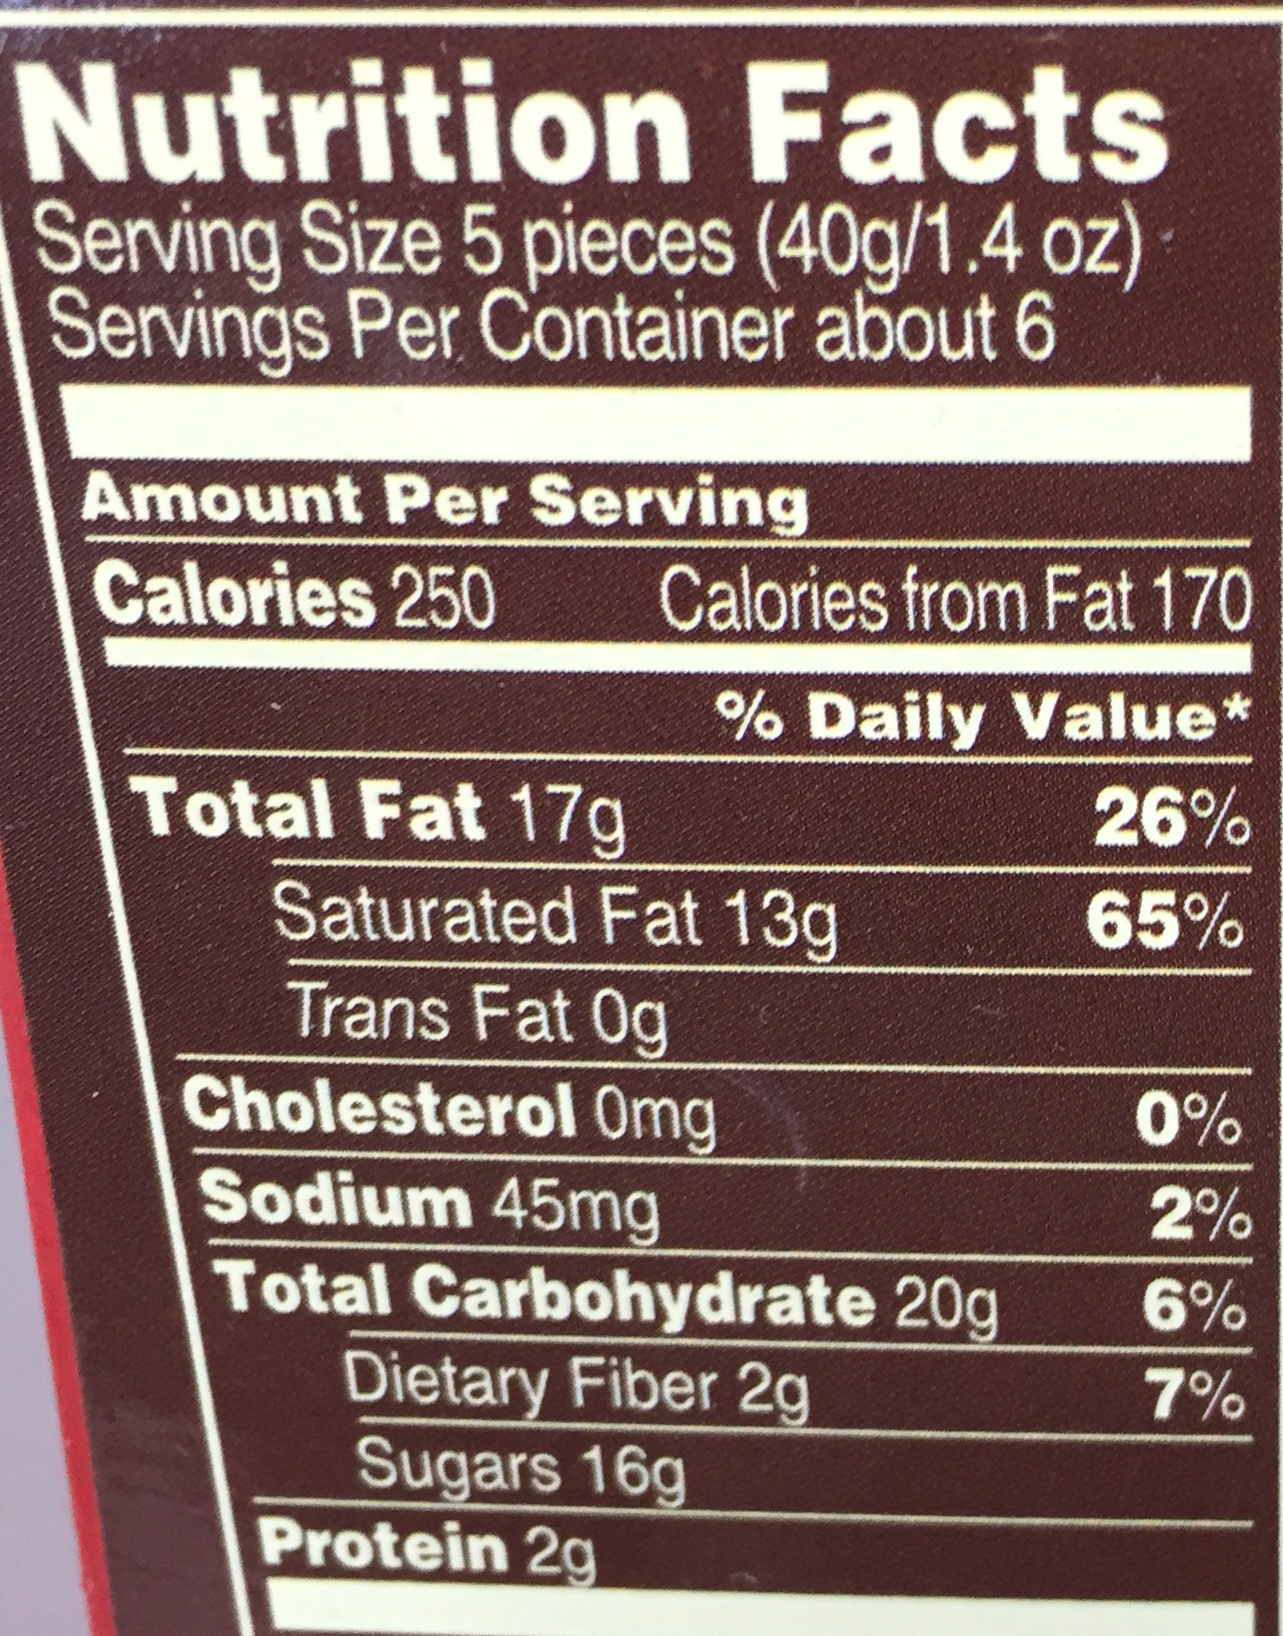 Nutrition Facts
Serving Size 5 pieces (40g/1.4 oz)
Servings Per Container about 6
Amount Per Serving
Calories 250 Calories from Fat 170
% Daily Value*
Total Fat 17g 26%
Saturated Fat 13g 65%
Trans Fat 0g
Cholesterol 0mg 0%
Sodium 45mg 2%
Total Carbohydrate 20g 6%
Dietary Fiber 2g 7%
Sugars 16g
Protein 2g